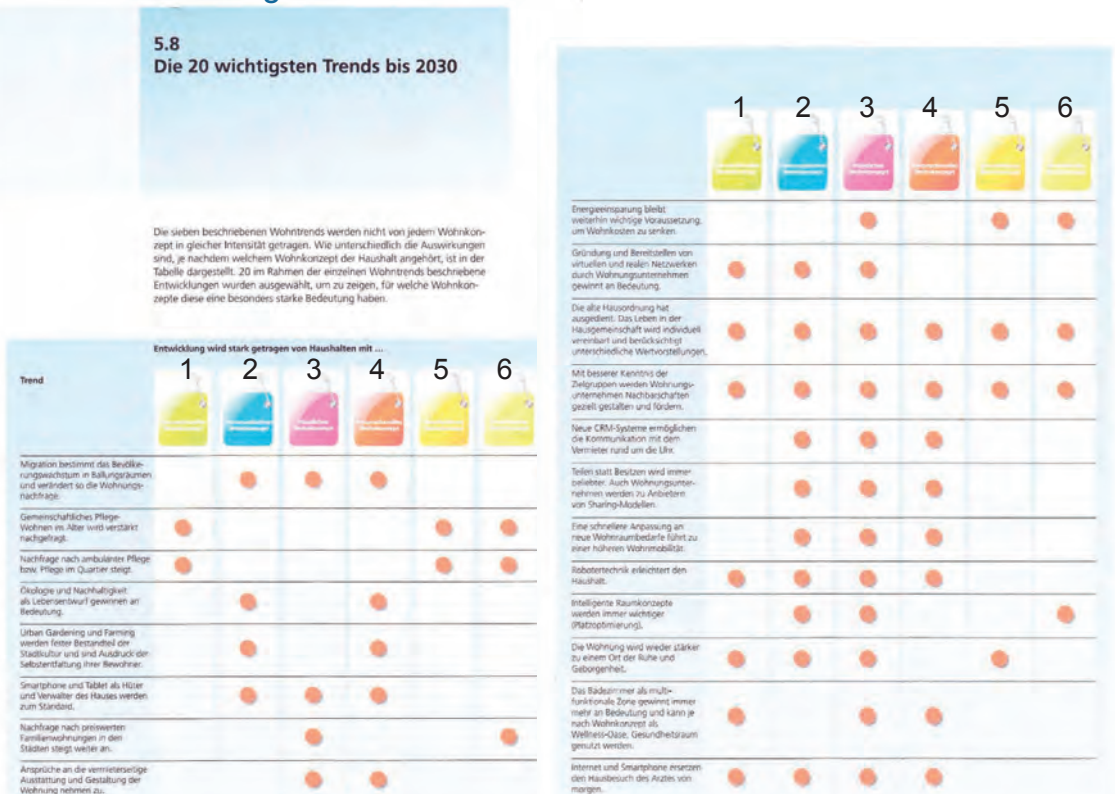 5.8
Die 20 wichtigsten Trends bis 2030
Die sieben beschriebenen Wohntrends werden nicht von jedem Wohnkon-
zept in gleicher Intensität getragen. Wie unterschiedlich die Auswirkungen
sind, je nachdem welchem Wohnkonzept der Haushalt angehört, ist in der
Tabelle dargestellt. 20 im Rahmen der einzelnen Wohntrends beschriebene
Entwicklungen wurden ausgewählt, um zu zeigen, für welche Wohnkon-
zepte diese eine besonders starke Bedeutung haben.
Entwicklung wird stark getragen von Haushalten mit ...
Trend
1 2 3 4 5 6
Migration bestimmt das Bevölke-
rungswachstum in Ballungsräumen
und verändert so die Wohnungs-
nachfrage.
Gemeinschaftliches Pflege-
Wohnen im Alter wird verstärkt
nachgefragt.
Nachfrage nach ambulanter Pflege
bzw. Pflege im Quartier steigt.
Ökologie und Nachhaltigkeit
als Lebensentwurf gewinnen an
Bedeutung.
Urban Gardening und Farming
werden fester Bestandteil der
Stadtkultur und sind Ausdruck der
Selbstentfaltung ihrer Bewohner.
Smartphone und Tablet als Hüter
und Verwalter des Hauses werden
zum Standard.
Nachfrage nach preiswerten
Familienwohnungen in den
Städten steigt weiter an.
Ansprüche an die vermieterseitige
Ausstattung und Gestaltung der
Wohnung nehmen zu.
1 2 3 4 5 6
Energieeinsparung bleibt
weiterhin wichtige Voraussetzung,
um Wohnkosten zu senken.
Gründung und Bereitstellen von
virtuellen und realen Netzwerken
durch Wohnungsunternehmen
gewinnt an Bedeutung.
Die alte Hausordnung hat
ausgedient. Das Leben in der
Hausgemeinschaft wird individuell
vereinbart und berücksichtigt
unterschiedliche Wertvorstellungen.
Mit besserer Kenntnis der
Zielgruppen werden Wohnungs-
unternehmen Nachbarschaften
gezielt gestalten und fördern.
Neue CRM-Systeme ermöglichen
die Kommunikation mit dem
Vermieter rund um die Uhr.
Teilen statt Besitzen wird immer
beliebter. Auch Wohnungsunter-
nehmen werden zu Anbietern
von Sharing-Modellen.
Eine schnellere Anpassung an
neue Wohnraumbedarfe führt zu
einer höheren Wohnmobilität.
Robotertechnik erleichtert den
Haushalt.
Intelligente Raumkonzepte
werden immer wichtiger
(Platzoptimierung).
Die Wohnung wird wieder stärker
zu einem Ort der Ruhe und
Geborgenheit.
Das Badezimmer als multi-
funktionale Zone gewinnt immer
mehr an Bedeutung und kann je
nach Wohnkonzept als
Wellness-Oase, Gesundheitsraum
genutzt werden.
Internet und Smartphone ersetzen
den Hausbesuch des Arztes von
morgen.